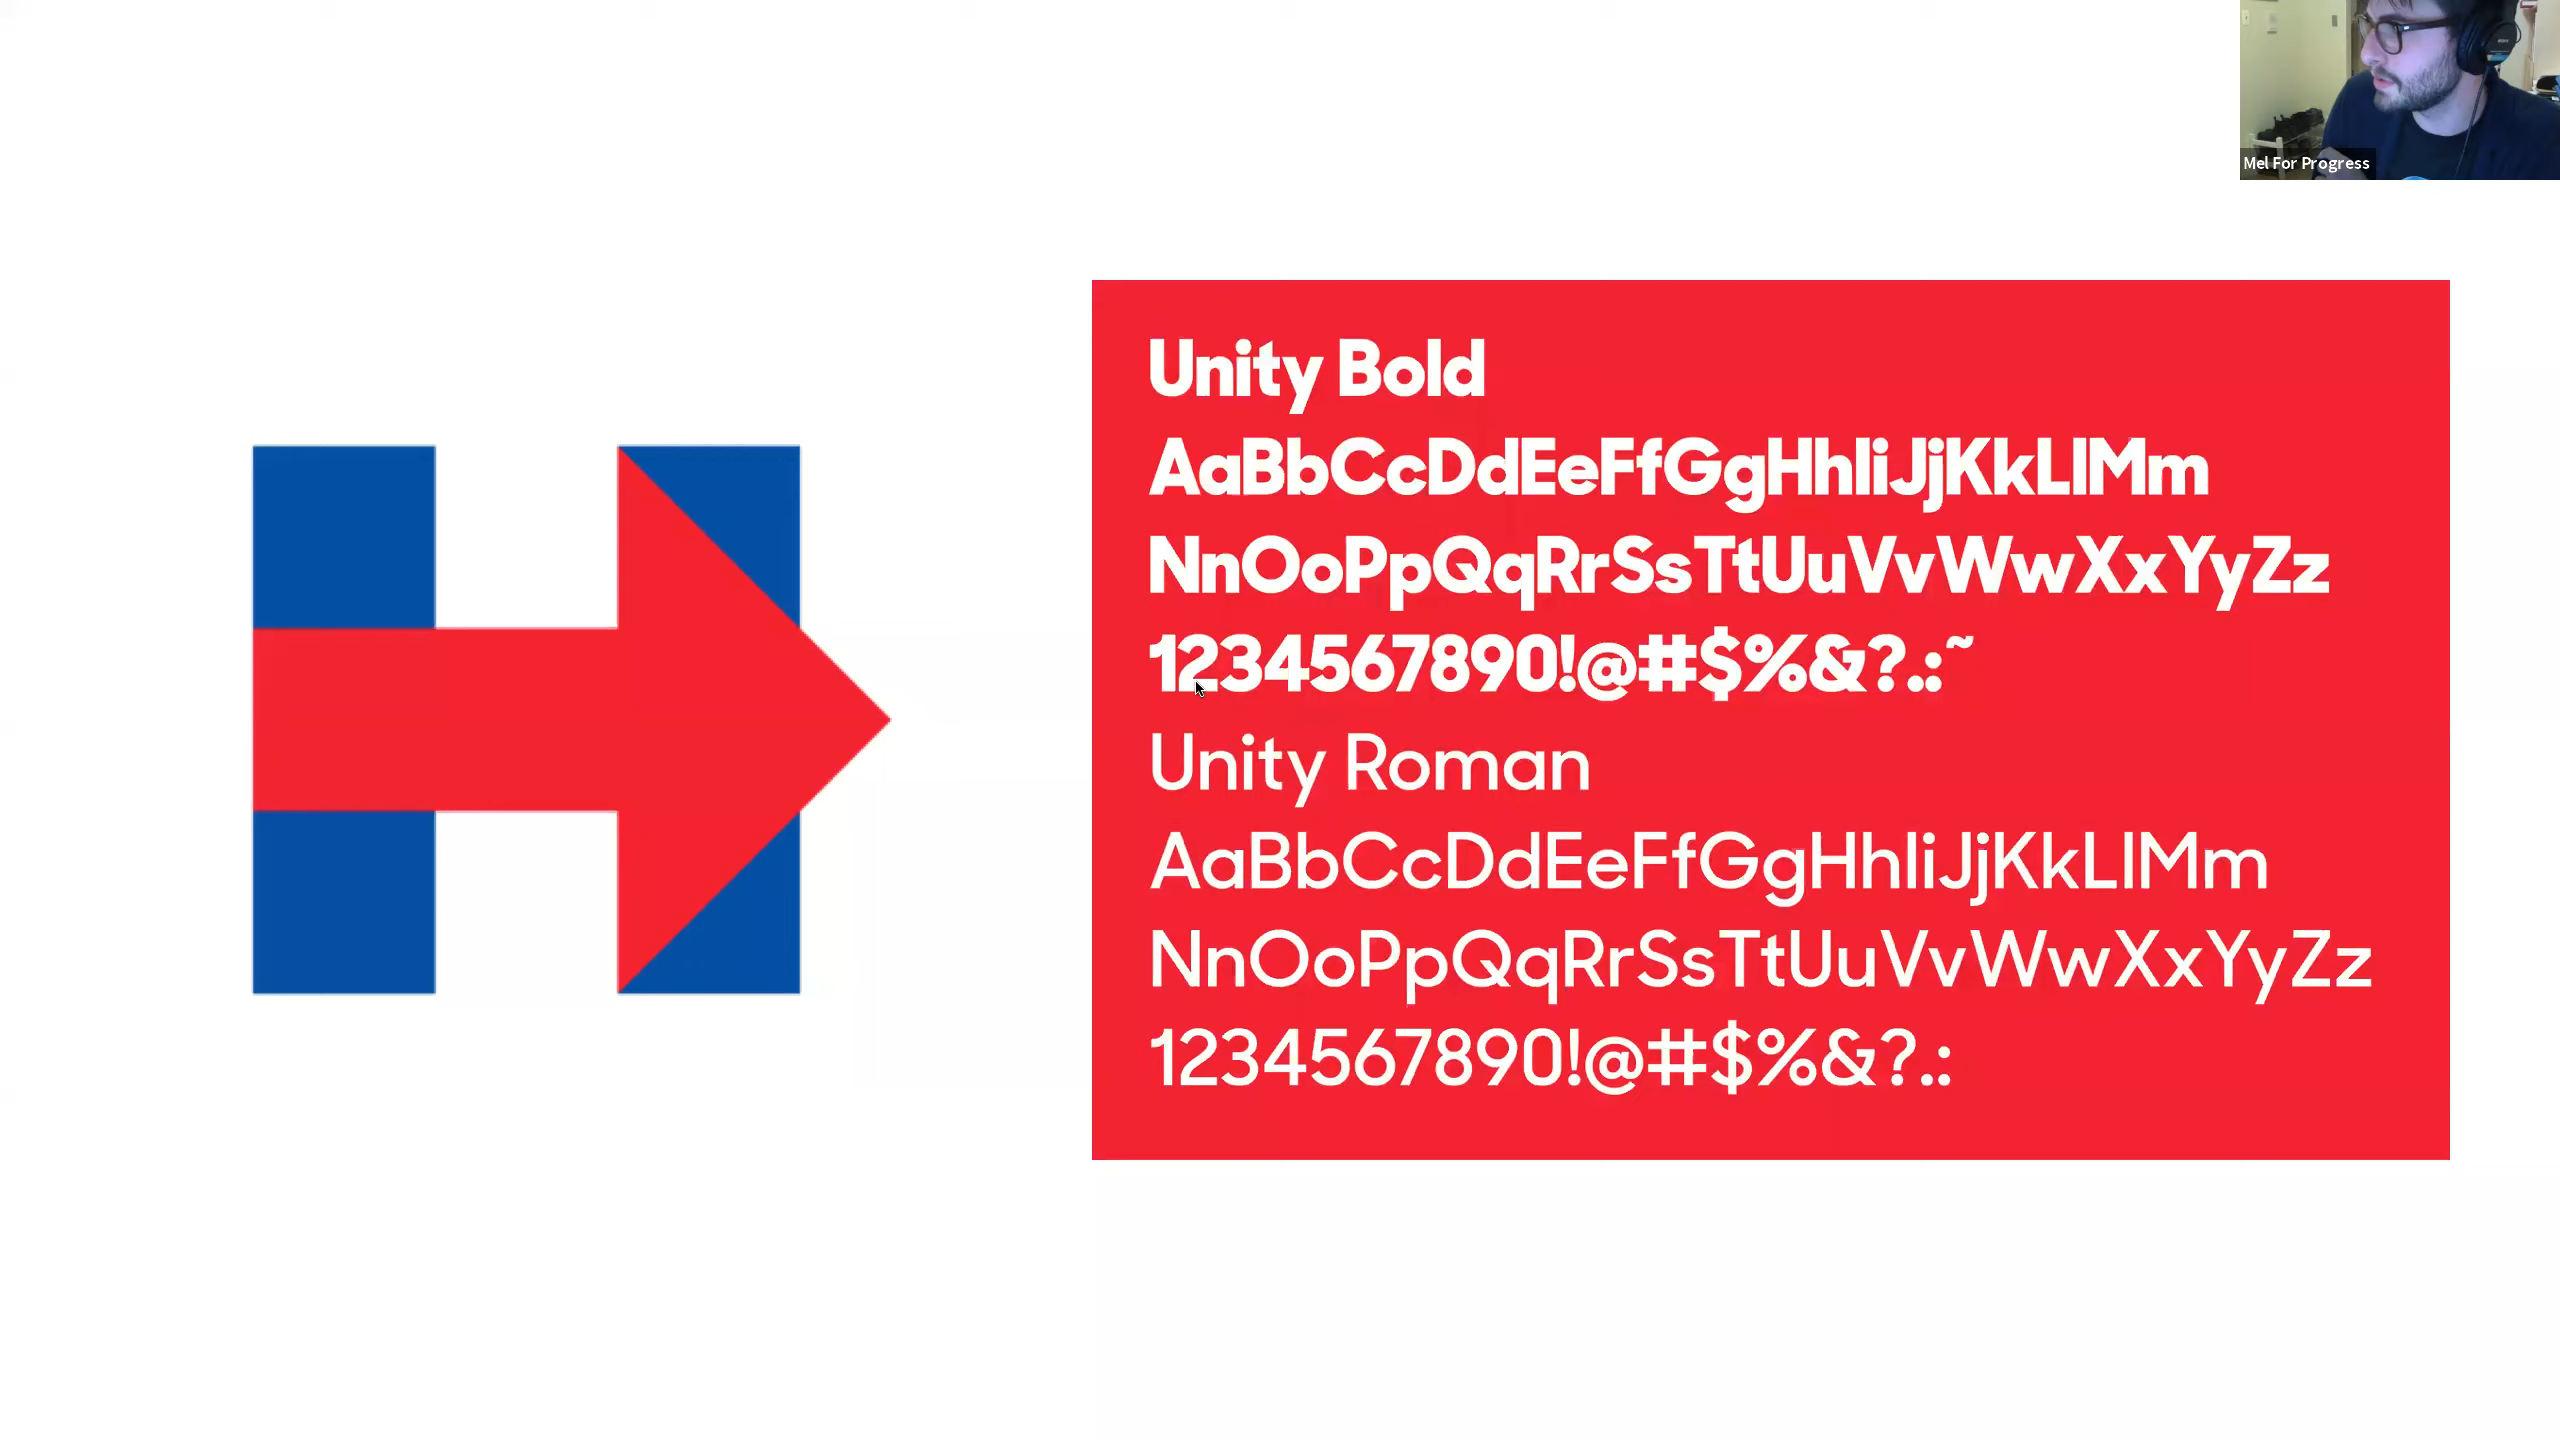 Mel For Progress
Unity Bold
AaBbCcDdEeFfGgHhIiJjKkLlMm
NnOoPpQqRrSsTtUuVvWwXxYyZz
1234567890!@#$%&?.:~
Unity Roman
AaBbCcDdEeFfGgHhIiJjKkLlMm
NnOoPpQqRrSsTtUuVvWwXxYyZz
1234567890!@#$%&?.: